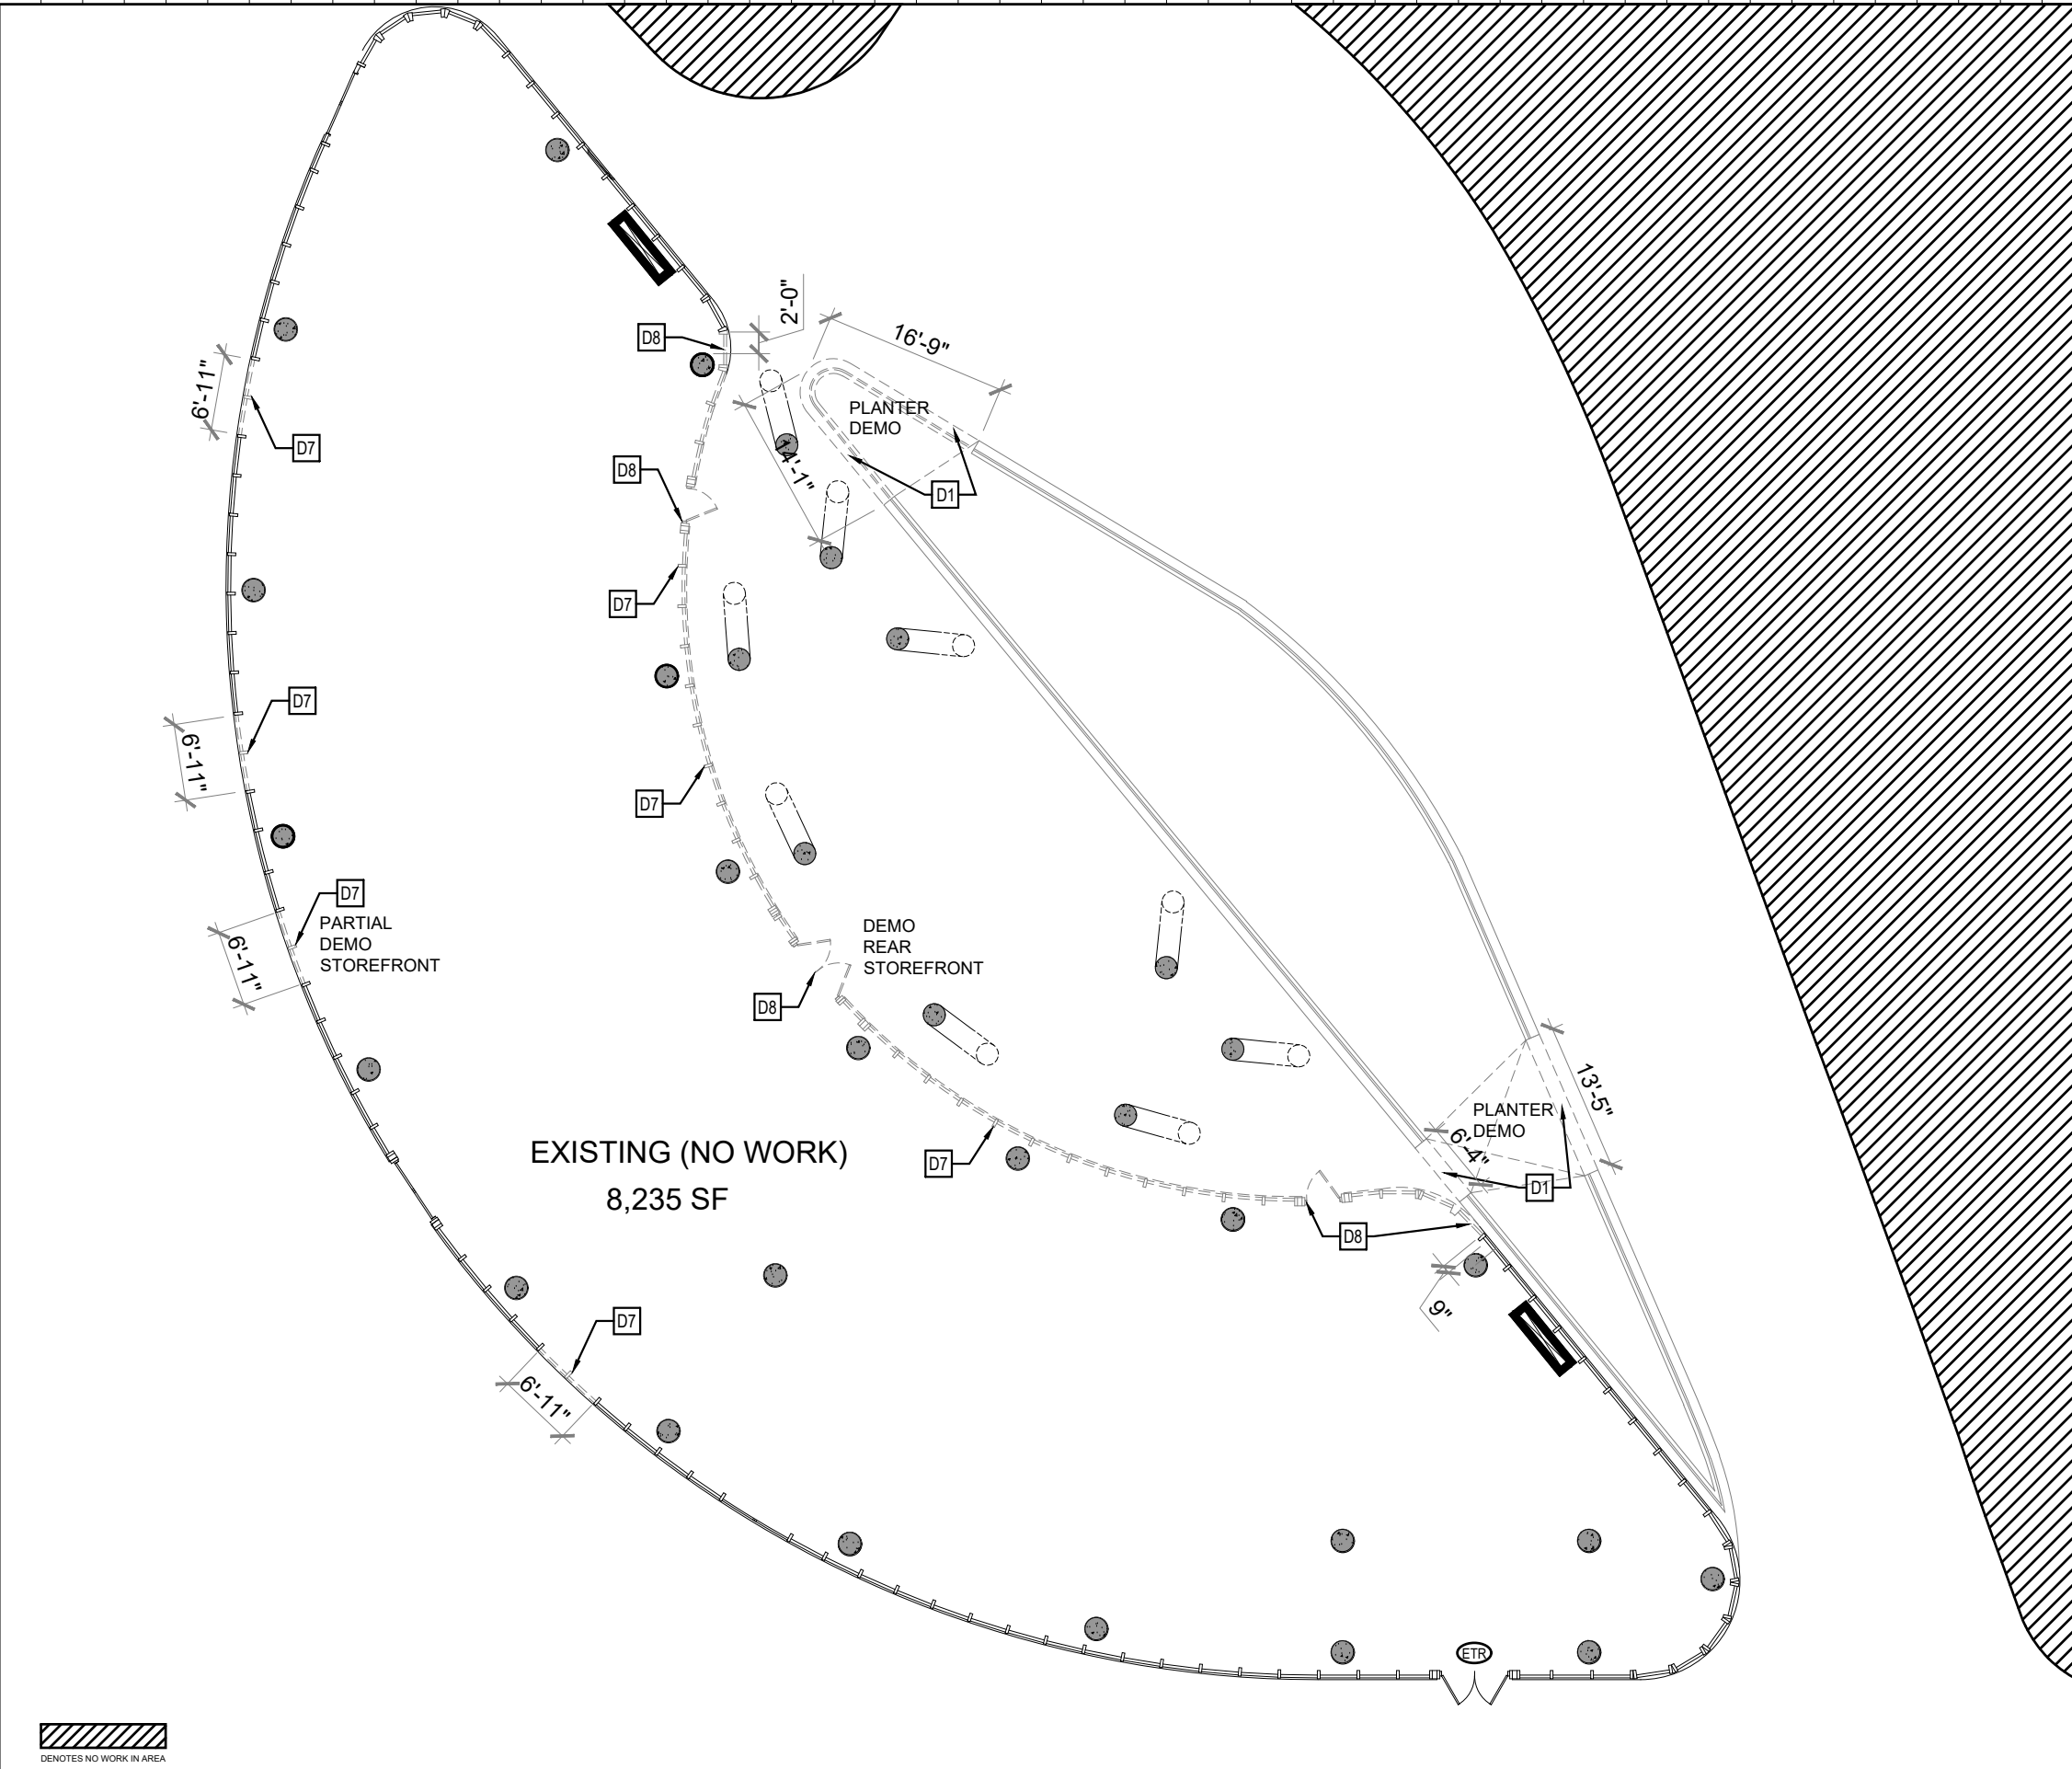 2'-0"
16'-9"
D8
6'-11"
PLANTER
DEMO
D7
D8
4'-1"
D1
D7
D7
6'-11"
D7
D7
PARTIAL
DEMO
STOREFRONT
6'-11"
DEMO
REAR
STOREFRONT
D8
13'-5"
PLANTER
DEMO
6'-4"
EXISTING (NO WORK)
8,235 SF
D7
D1
D8
9"
D7
6'-11"
ETR
DENOTES NO WORK IN AREA